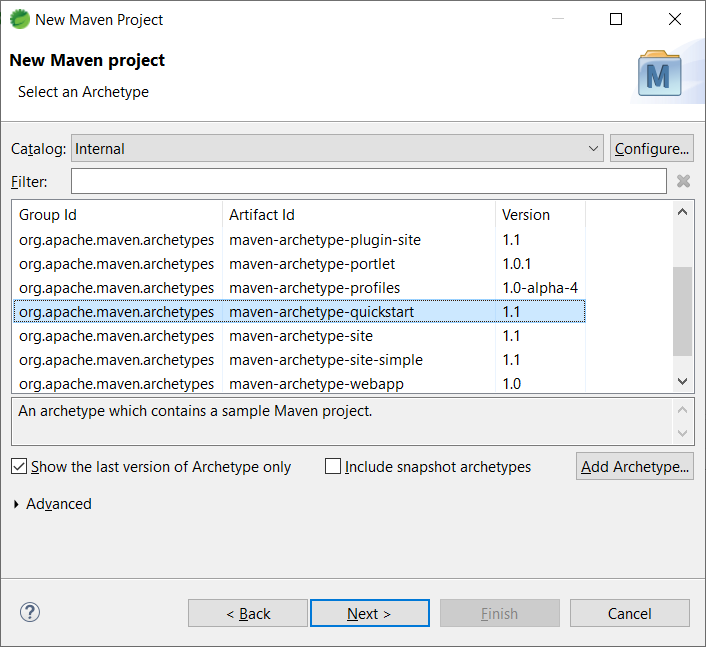 New Maven Project
New Maven project
Select an Archetype
M
Catalog: Internal Configure...
Filter:
Group Id Artifact Id Version
org.apache.maven.archetypes maven-archetype-plugin-site 1.1
org.apache.maven.archetypes maven-archetype-portlet 1.0.1
org.apache.maven.archetypes maven-archetype-profiles 1.0-alpha-4
org.apache.maven.archetypes maven-archetype-quickstart 1.1
org.apache.maven.archetypes maven-archetype-site 1.1
org.apache.maven.archetypes maven-archetype-site-simple 1.1
org.apache.maven.archetypes maven-archetype-webapp 1.0
An archetype which contains a sample Maven project.
Show the last version of Archetype only Include snapshot archetypes Add Archetype...
Advanced
? < Back Next > Finish Cancel